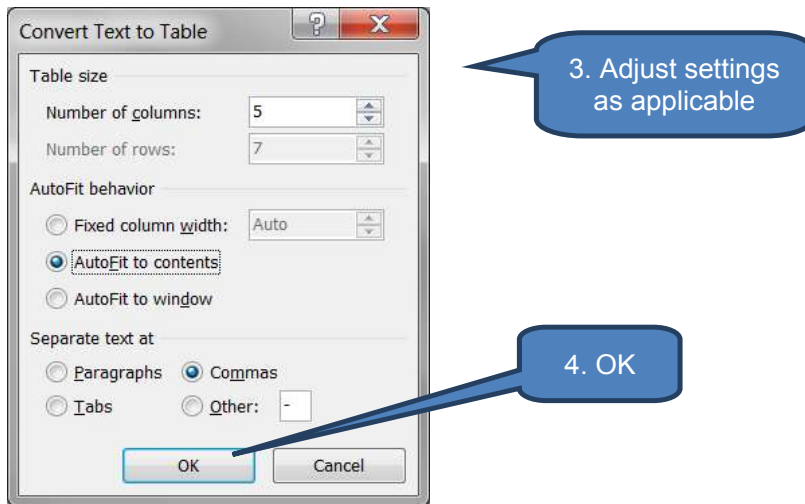 Convert Text to Table
?
X
3. Adjust settings
as applicable
Table size
Number of columns: 5
Number of rows: 7
AutoFit behavior
Fixed column width: Auto
AutoFit to contents
AutoFit to window
Separate text at
Paragraphs Commas
Tabs Other: -
4. OK
OK Cancel